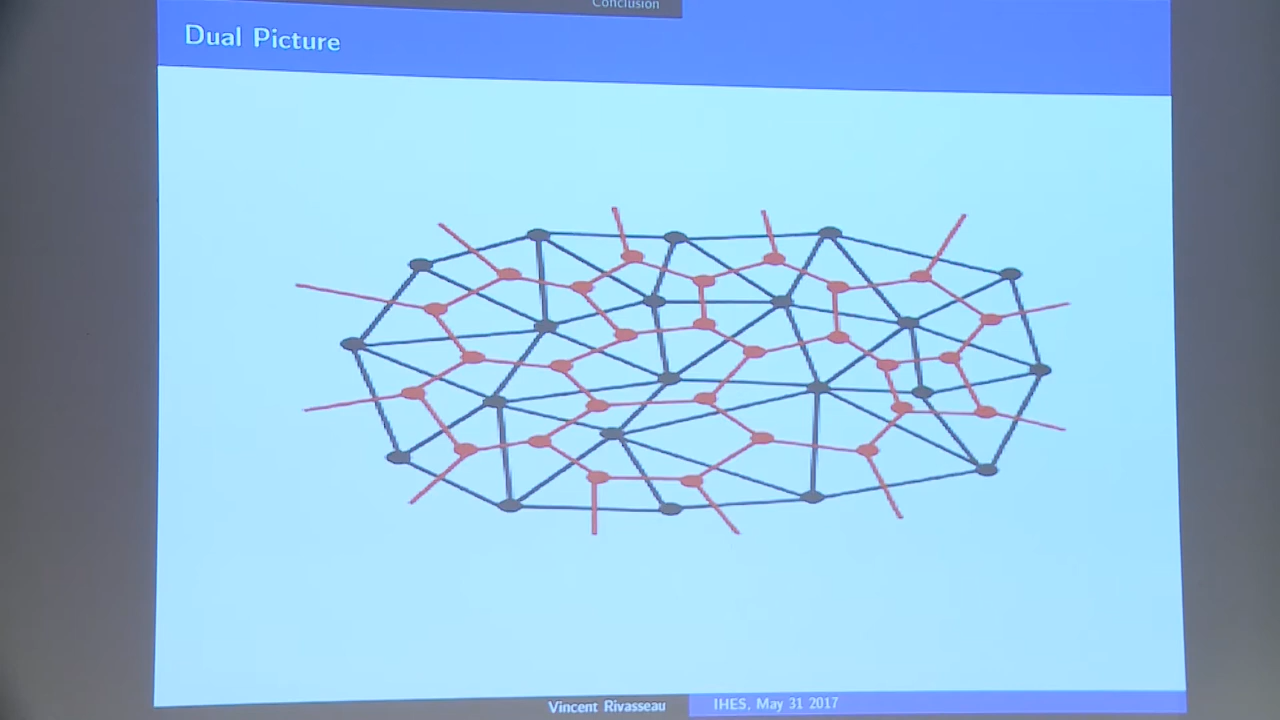 Conclusion
Dual Picture
Vincent Rivasseau
IHES, May 31 2017